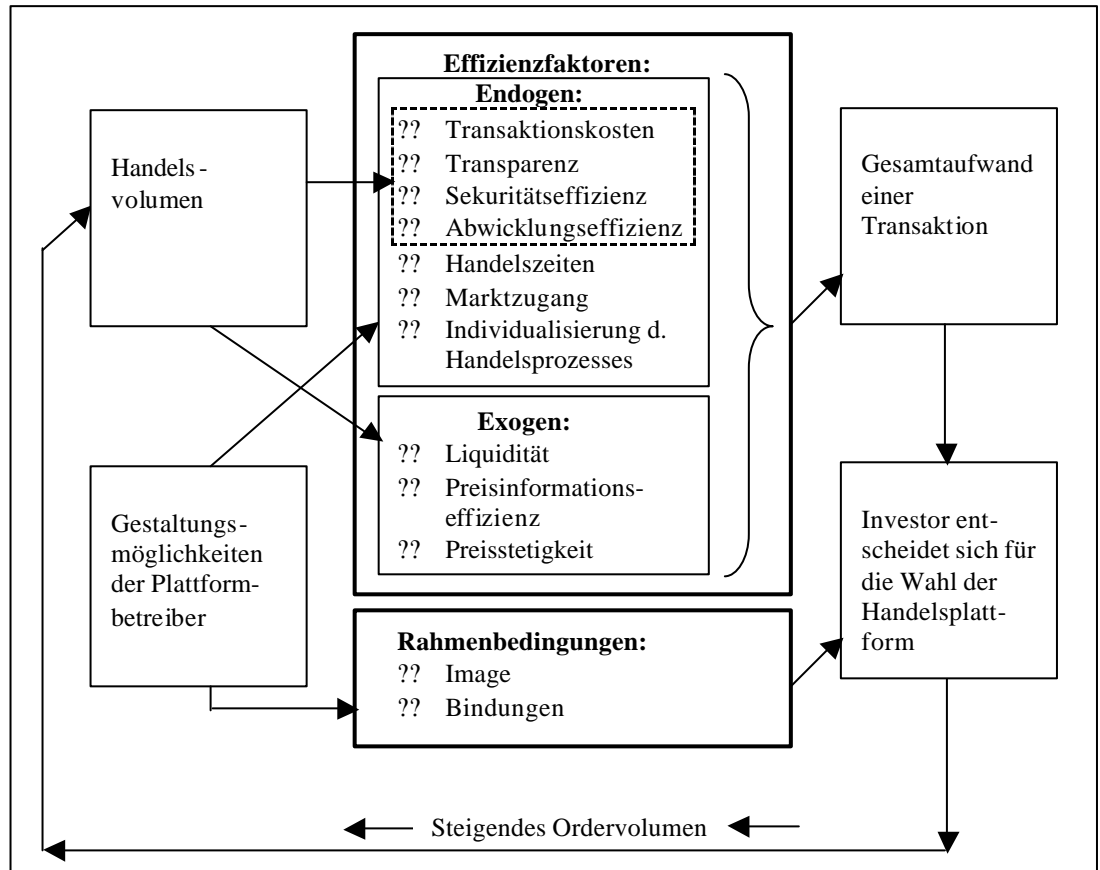 Effizienzfaktoren:
Endogen:
?? Transaktionskosten
?? Transparenz
?? Sekuritätseffizienz
?? Abwicklungseffizienz
?? Handelszeiten
?? Marktzugang
?? Individualisierung d.
Handelsprozesses
Exogen:
?? Liquidität
?? Preisinformations-
effizienz
?? Preisstetigkeit
Handels-
volumen
Gestaltungs-
möglichkeiten
der Plattform-
betreiber
Rahmenbedingungen:
?? Image
?? Bindungen
Gesamtaufwand
einer
Transaktion
Investor ent-
scheidet sich für
die Wahl der
Handelsplatt-
form
Steigendes Ordervolumen